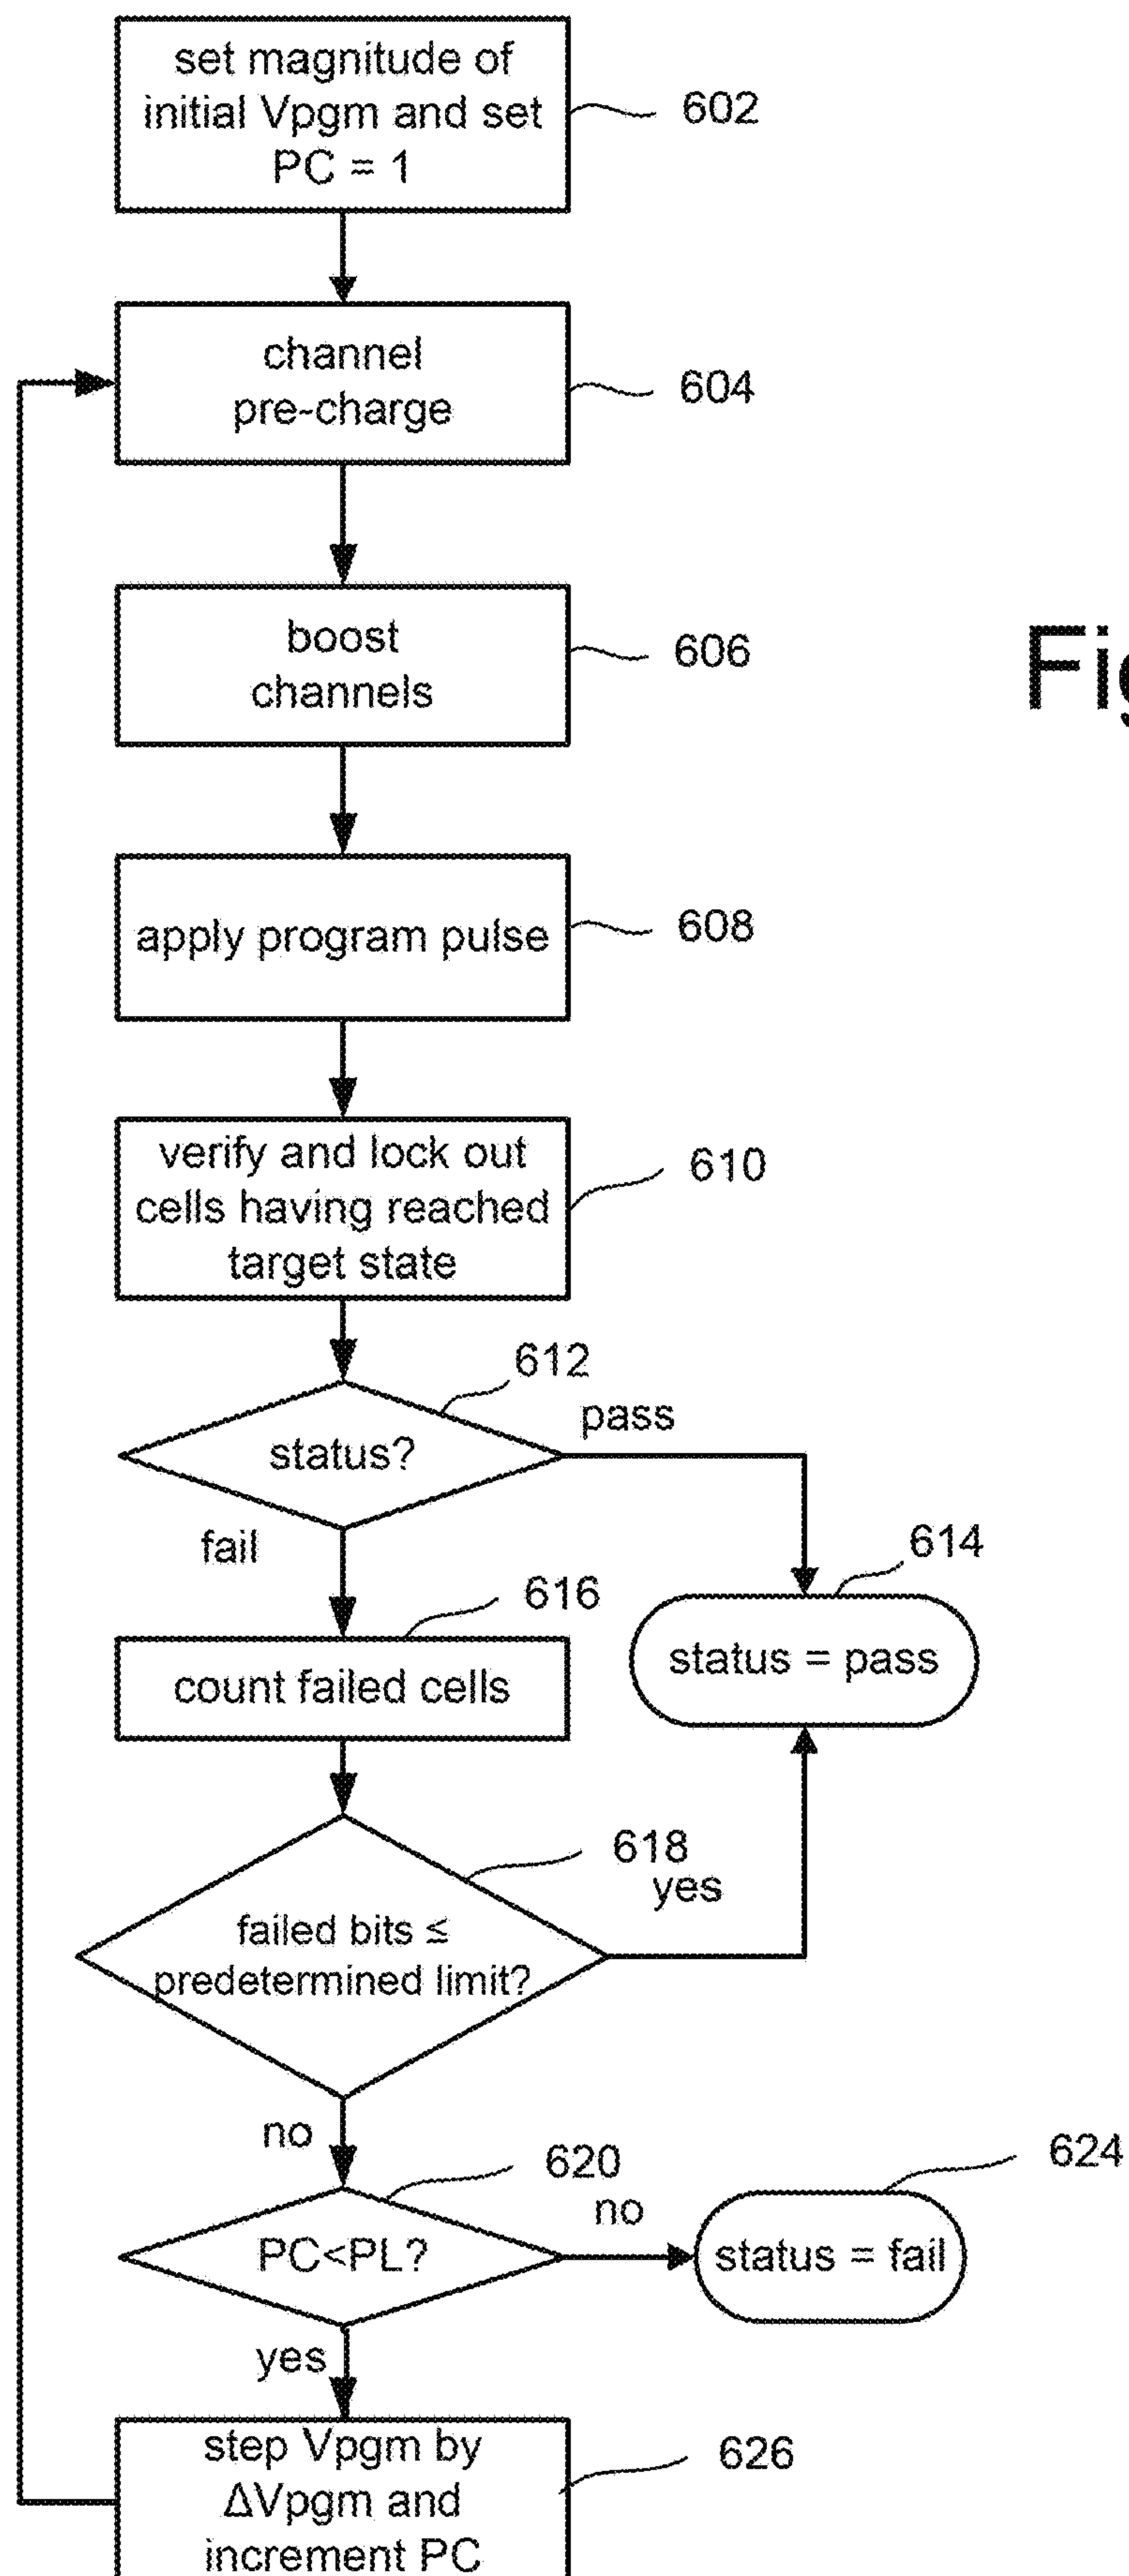 set magnitude of
initial Vpgm and set
PC = 1
602
channel
pre-charge
604
boost
channels
606
Fig
apply program pulse
608
verify and lock out
cells having reached
target state
610
612
status?
pass
fail
614
status = pass
616
count failed cells
618
yes
failed bits ≤
predetermined limit?
no
620
no
624
PC<PL?
status = fail
yes
step Vpgm by
ΔVpgm and
increment PC
626